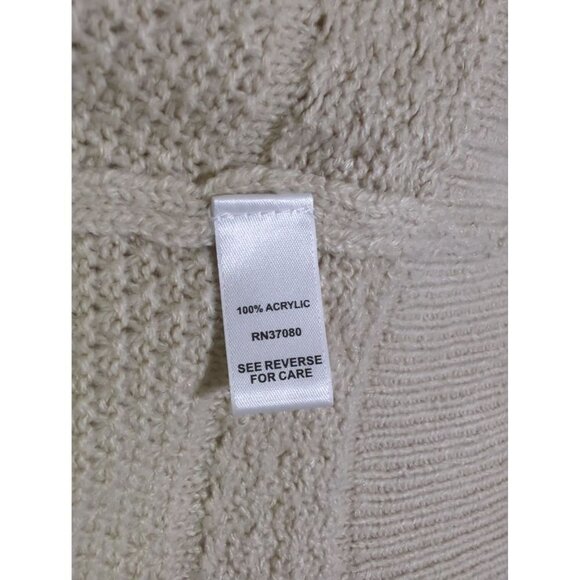 100% ACRYLIC
RN37080
SEE REVERSE
FOR CARE